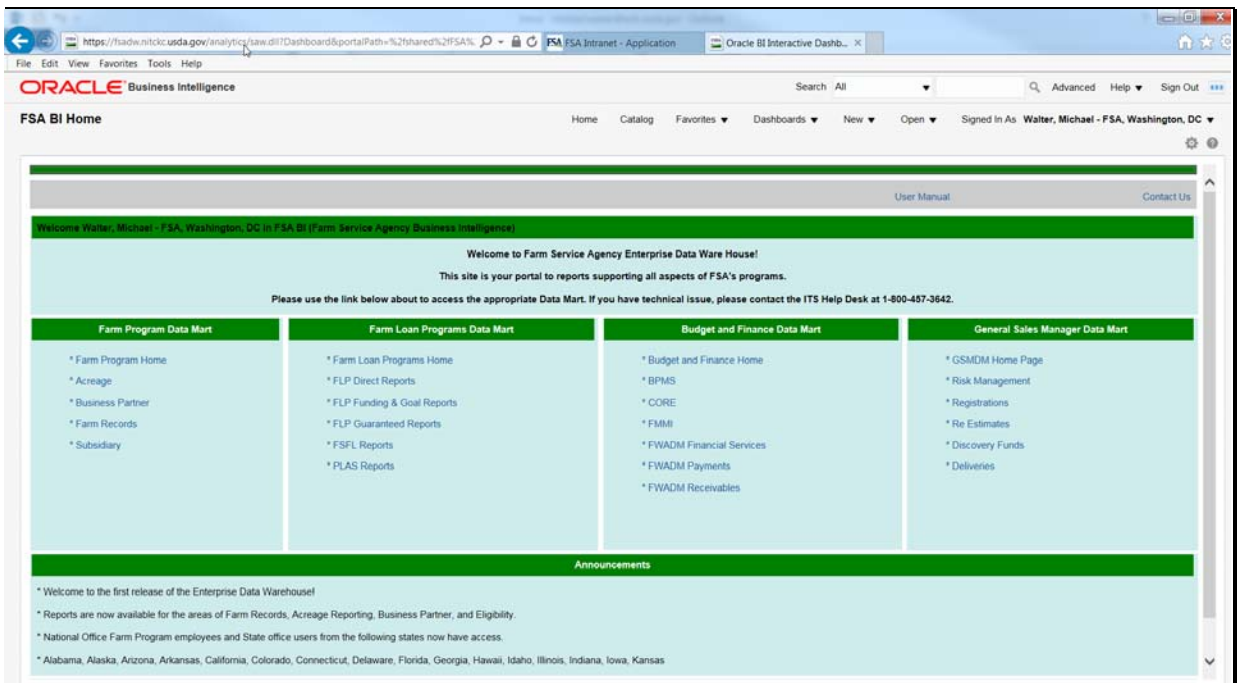 https://fsadw.nitckc.usda.gov/analytics/saw.dll?Dashboard&portalPath=%2fshared%2fFSA% FSA FSA Intranet - Application Oracle BI Interactive Dashb...
File Edit View Favorites Tools Help
ORACLE Business Intelligence Search All Advanced Help Sign Out
FSA BI Home Home Catalog Favorites Dashboards New Open Signed In As Walter, Michael - FSA, Washington, DC
User Manual Contact Us
Welcome Walter, Michael - FSA, Washington, DC in FSA BI (Farm Service Agency Business Intelligence)
Welcome to Farm Service Agency Enterprise Data Ware House!
This site is your portal to reports supporting all aspects of FSA's programs.
Please use the link below about to access the appropriate Data Mart. If you have technical issue, please contact the ITS Help Desk at 1-800-457-3642.
Farm Program Data Mart
* Farm Program Home
* Acreage
* Business Partner
* Farm Records
* Subsidiary
Farm Loan Programs Data Mart
* Farm Loan Programs Home
* FLP Direct Reports
* FLP Funding & Goal Reports
* FLP Guaranteed Reports
* FSFL Reports
* PLAS Reports
Budget and Finance Data Mart
* Budget and Finance Home
* BPMS
* CORE
* FMMI
* FWADM Financial Services
* FWADM Payments
* FWADM Receivables
General Sales Manager Data Mart
* GSMDM Home Page
* Risk Management
* Registrations
* Re Estimates
* Discovery Funds
* Deliveries
Announcements
* Welcome to the first release of the Enterprise Data Warehouse!
* Reports are now available for the areas of Farm Records, Acreage Reporting, Business Partner, and Eligibility.
* National Office Farm Program employees and State office users from the following states now have access.
* Alabama, Alaska, Arizona, Arkansas, California, Colorado, Connecticut, Delaware, Florida, Georgia, Hawaii, Idaho, Illinois, Indiana, Iowa, Kansas